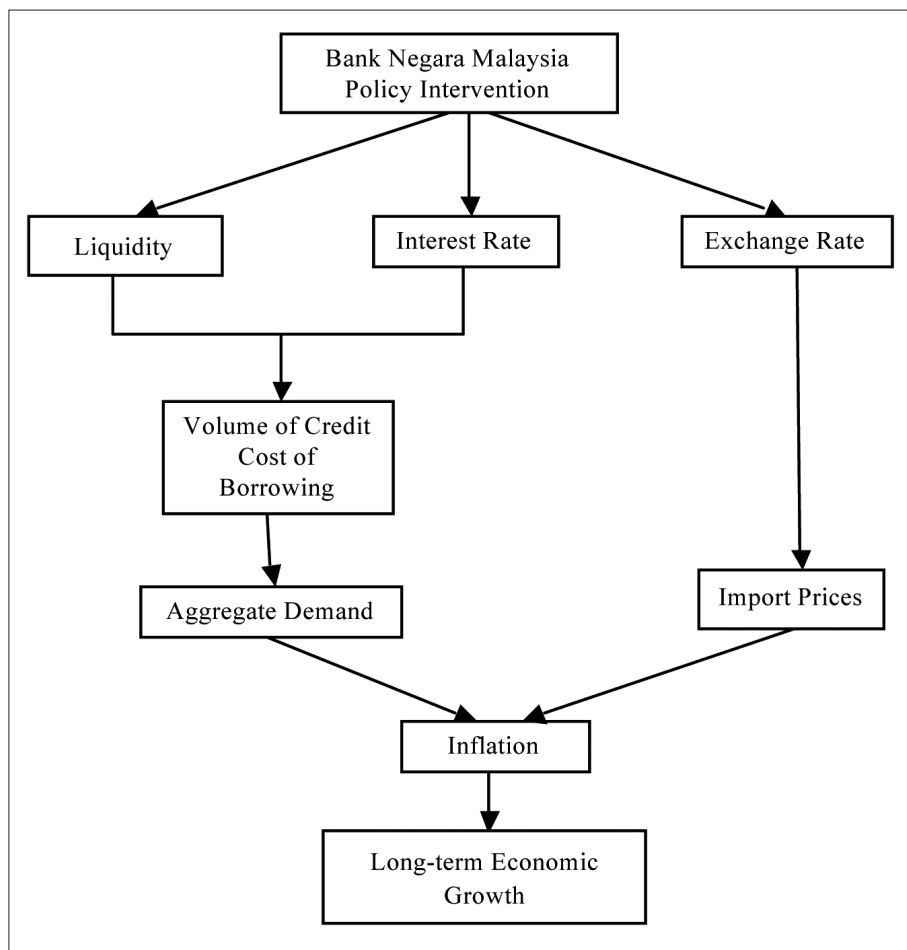 Bank Negara Malaysia
Policy Intervention
Liquidity
Interest Rate
Exchange Rate
Volume of Credit
Cost of
Borrowing
Aggregate Demand
Import Prices
Inflation
Long-term Economic
Growth